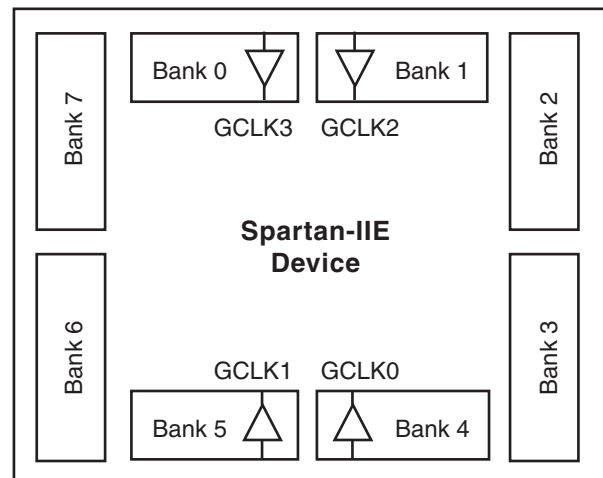 Bank 0
Bank 1
GCLK3
GCLK2
Bank 7
Bank 2
Spartan-IIE
Device
Bank 6
Bank 3
GCLK1
GCLK0
Bank 5
Bank 4